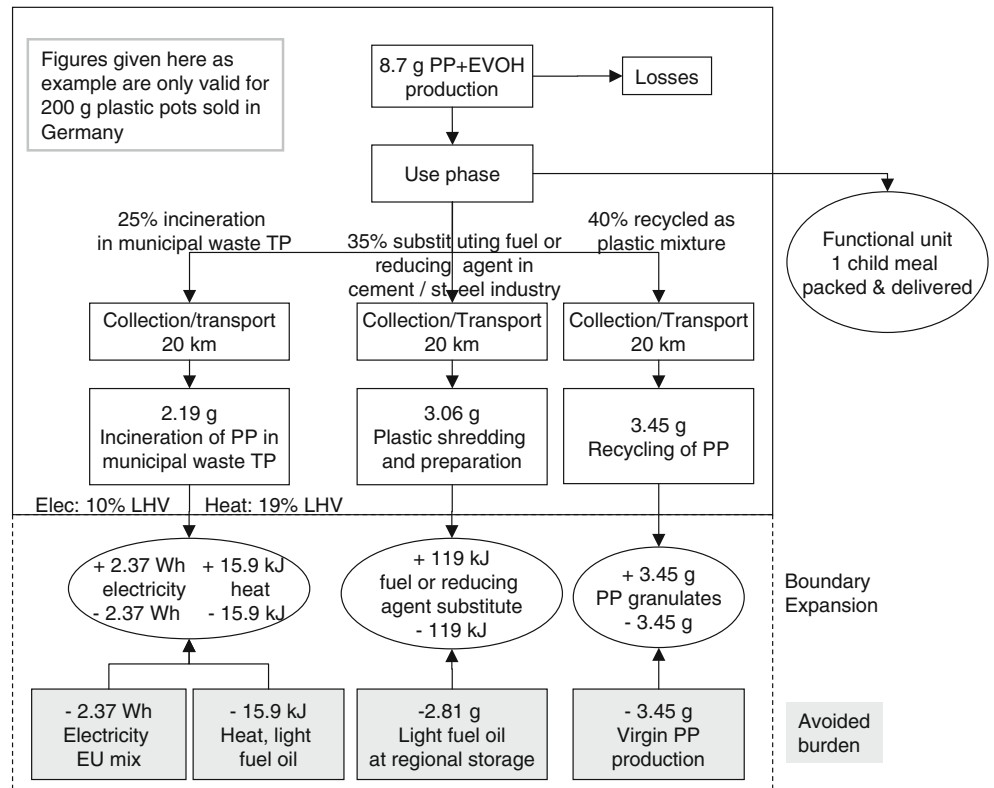 Figures given here as
example are only valid for
200 g plastic pots sold in
Germany
8.7 g PP+EVOH
production
Losses
Use phase
25% incineration
in municipal waste TP
35% substituting fuel or
reducing agent in
cement / steel industry
40% recycled as
plastic mixture
Functional unit
1 child meal
packed & delivered
Collection/transport
20 km
Collection/Transport
20 km
Collection/Transport
20 km
2.19 g
Incineration of PP in
municipal waste TP
3.06 g
Plastic shredding
and preparation
3.45 g
Recycling of PP
Elec: 10% LHV
Heat: 19% LHV
+ 2.37 Wh
electricity
- 2.37 Wh
+ 15.9 kJ
heat
- 15.9 kJ
+ 119 kJ
fuel or reducing
agent substitute
- 119 kJ
+ 3.45 g
PP granulates
- 3.45 g
Boundary
Expansion
- 2.37 Wh
Electricity
EU mix
- 15.9 kJ
Heat, light
fuel oil
-2.81 g
Light fuel oil
at regional storage
- 3.45 g
Virgin PP
production
Avoided
burden